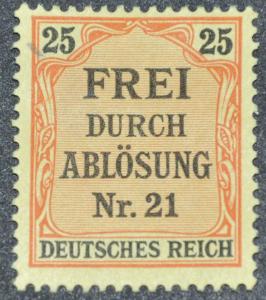 25 25
FREI
DURCH
ABLÖSUNG
Nr. 21
DEUTSCHES REICH